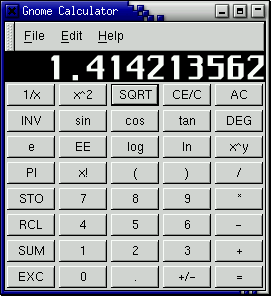 Gnome Calculator
File Edit Help
1.414213562
1/x x^2 SQRT CE/C AC
INV sin cos tan DEG
e EE log ln x^y
PI x! ( ) /
STO 7 8 9 *
RCL 4 5 6 -
SUM 1 2 3 +
EXC 0 . +/- =